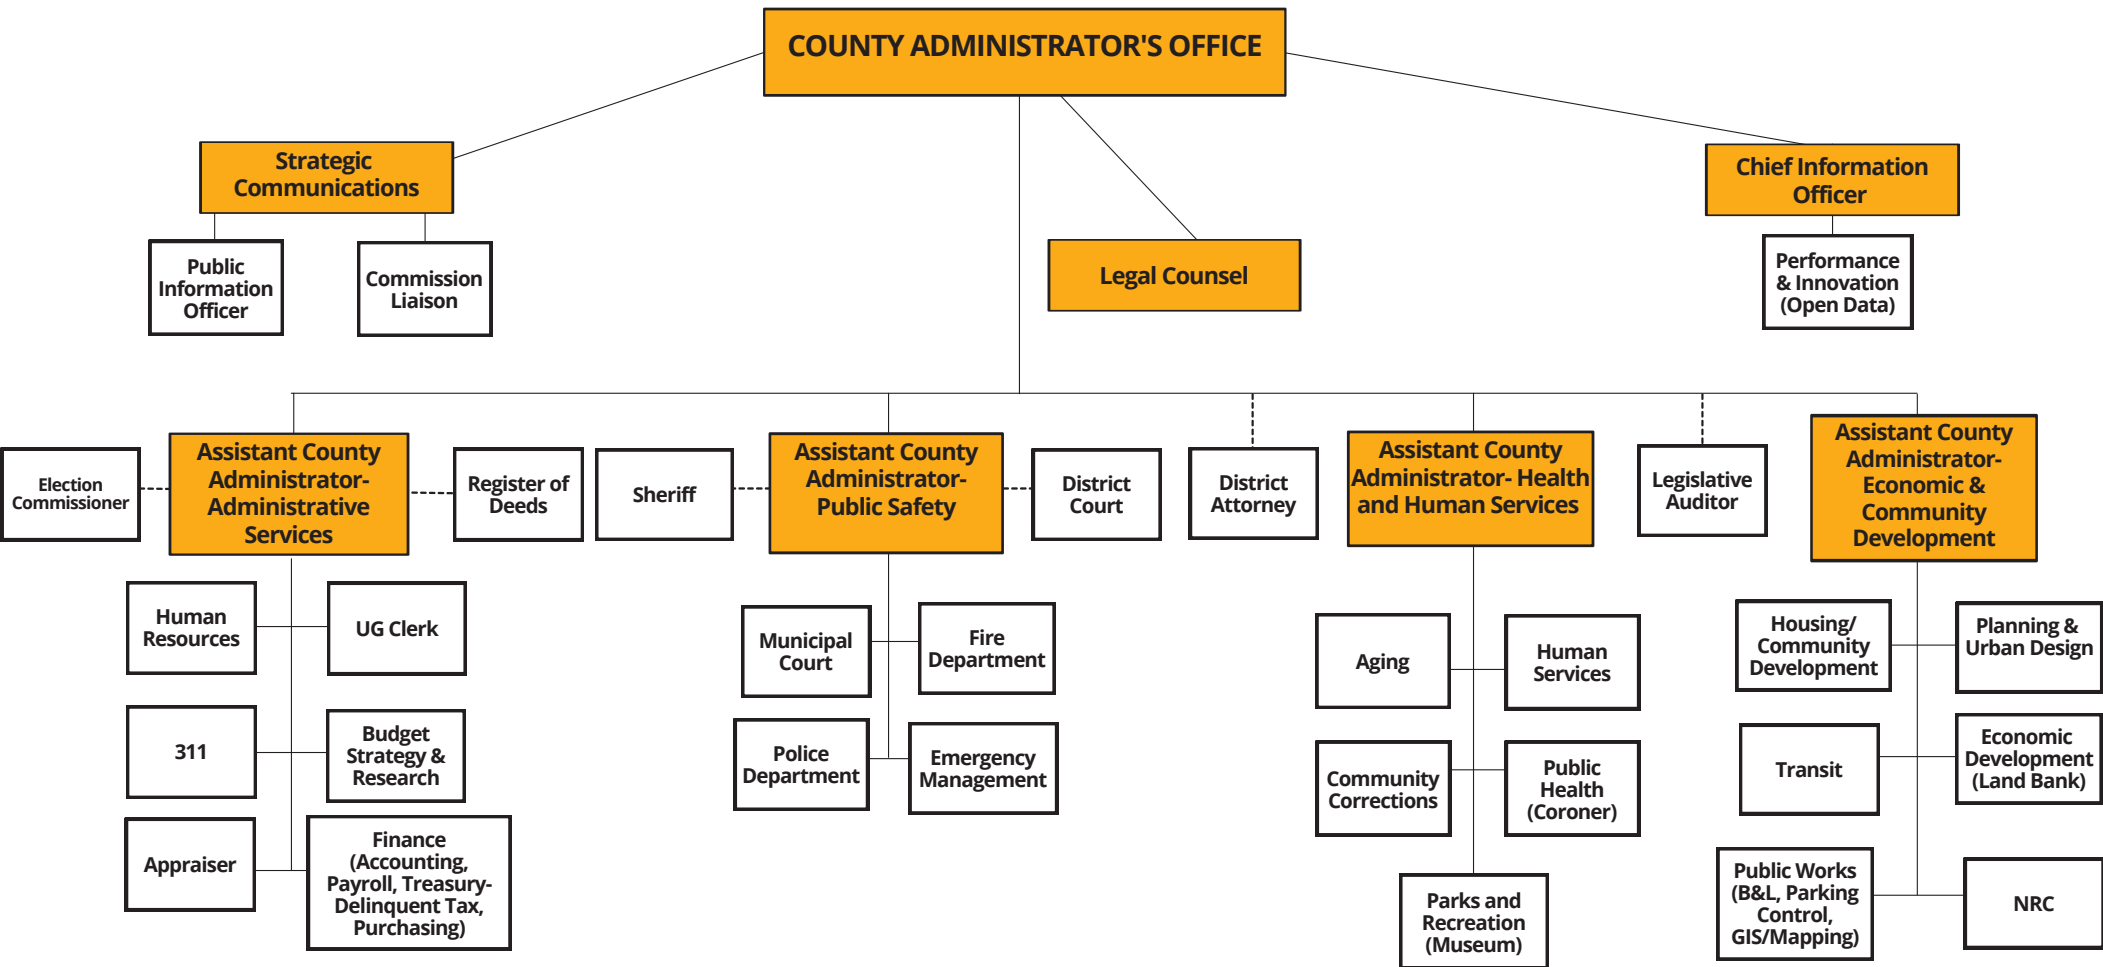 COUNTY ADMINISTRATOR'S OFFICE
Strategic
Communications
Chief Information
Officer
Public
Information
Officer
Commission
Liaison
Legal Counsel
Performance
& Innovation
(Open Data)
Election
Commissioner
Assistant County
Administrator-
Administrative
Services
Register of
Deeds
Sheriff
Assistant County
Administrator-
Public Safety
District
Court
District
Attorney
Assistant County
Administrator- Health
and Human Services
Legislative
Auditor
Assistant County
Administrator-
Economic &
Community
Development
Human
Resources
UG Clerk
311
Budget
Strategy &
Research
Appraiser
Finance
(Accounting,
Payroll, Treasury-
Delinquent Tax,
Purchasing)
Municipal
Court
Fire
Department
Police
Department
Emergency
Management
Aging
Human
Services
Community
Corrections
Public
Health
(Coroner)
Parks and
Recreation
(Museum)
Housing/
Community
Development
Planning &
Urban Design
Transit
Economic
Development
(Land Bank)
Public Works
(B&L, Parking
Control,
GIS/Mapping)
NRC